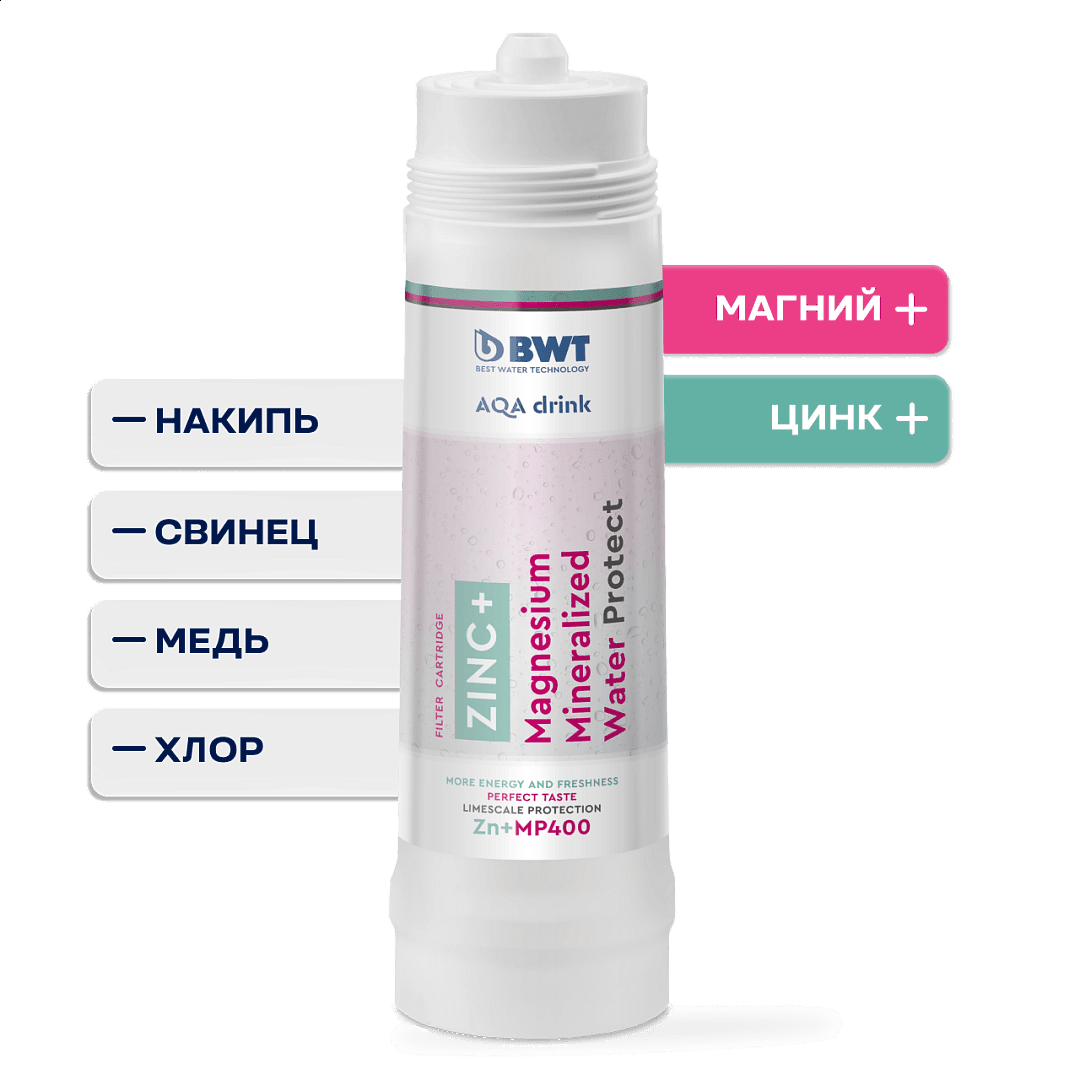 BWT
BEST WATER TECHNOLOGY
AQA drink
МАГНИЙ +
ЦИНК +
— НАКИПЬ
— СВИНЕЦ
— МЕДЬ
— ХЛОР
FILTER CARTRIDGE
ZINC+
Magnesium
Mineralized
Water Protect
MORE ENERGY AND FRESHNESS
PERFECT TASTE
LIMESCALE PROTECTION
Zn+MP400